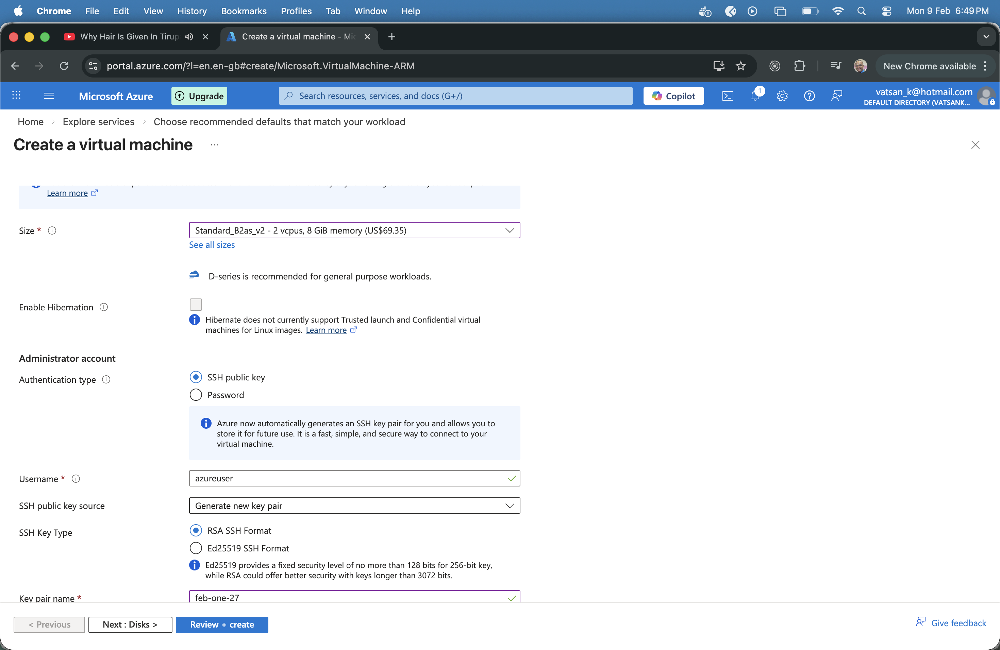 Chrome File Edit View History Bookmarks Profiles Tab Window Help Mon 9 Feb 6:49 PM
Why Hair Is Given In Tirup
Create a virtual machine - Mic
portal.azure.com/?l=en.en-gb#create/Microsoft.VirtualMachine-ARM
New Chrome available
Microsoft Azure
Upgrade
Search resources, services, and docs (G+/)
Copilot
1
vatsan_k@hotmail.com
DEFAULT DIRECTORY (VATSANK...
Home > Explore services > Choose recommended defaults that match your workload
Create a virtual machine ...
Learn more
Size *
Standard_B2as_v2 - 2 vcpus, 8 GiB memory (US$69.35)
See all sizes
D-series is recommended for general purpose workloads.
Enable Hibernation
Hibernate does not currently support Trusted launch and Confidential virtual
machines for Linux images. Learn more
Administrator account
Authentication type
SSH public key
Password
Azure now automatically generates an SSH key pair for you and allows you to
store it for future use. It is a fast, simple, and secure way to connect to your
virtual machine.
Username *
azureuser
SSH public key source
Generate new key pair
SSH Key Type
RSA SSH Format
Ed25519 SSH Format
Ed25519 provides a fixed security level of no more than 128 bits for 256-bit key,
while RSA could offer better security with keys longer than 3072 bits.
Key pair name *
feb-one-27
< Previous
Next : Disks >
Review + create
Give feedback